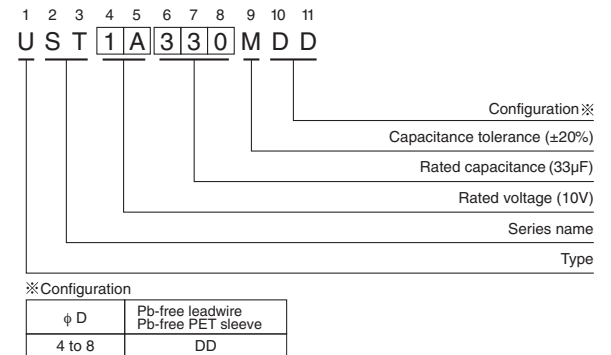 1 2 3 4 5 6 7 8 9 10 11
U S T 1 A 3 3 0 M D D
Configuration※
Capacitance tolerance (±20%)
Rated capacitance (33µF)
Rated voltage (10V)
Series name
Type
※Configuration
ϕ D Pb-free leadwire
Pb-free PET sleeve
4 to 8 DD